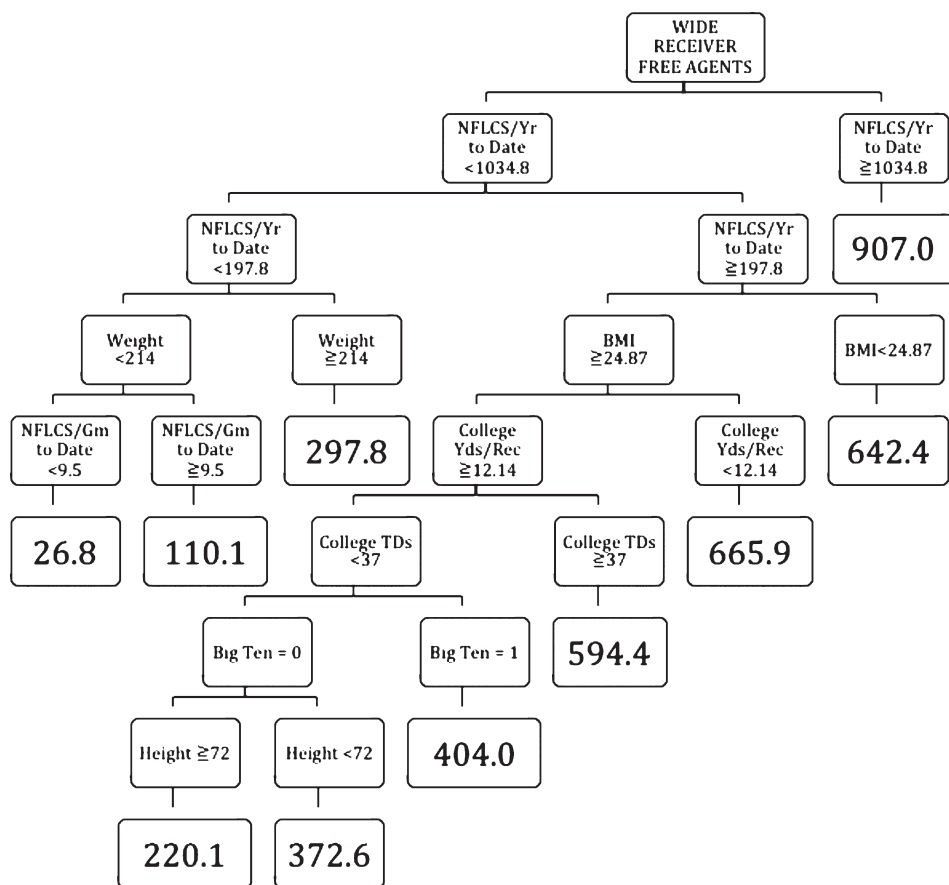 WIDE
RECEIVER
FREE AGENTS
NFLCS/Yr
to Date
<1034.8
NFLCS/Yr
to Date
≧1034.8
NFLCS/Yr
to Date
<197.8
NFLCS/Yr
to Date
≧197.8
907.0
Weight
<214
Weight
≧214
BMI
≧24.87
BMI<24.87
NFLCS/Gm
to Date
<9.5
NFLCS/Gm
to Date
≧9.5
297.8
College
Yds/Rec
≧12.14
College
Yds/Rec
<12.14
642.4
26.8
110.1
College TDs
<37
College TDs
≧37
665.9
Big Ten = 0
Big Ten = 1
594.4
Height ≧72
Height <72
404.0
220.1
372.6